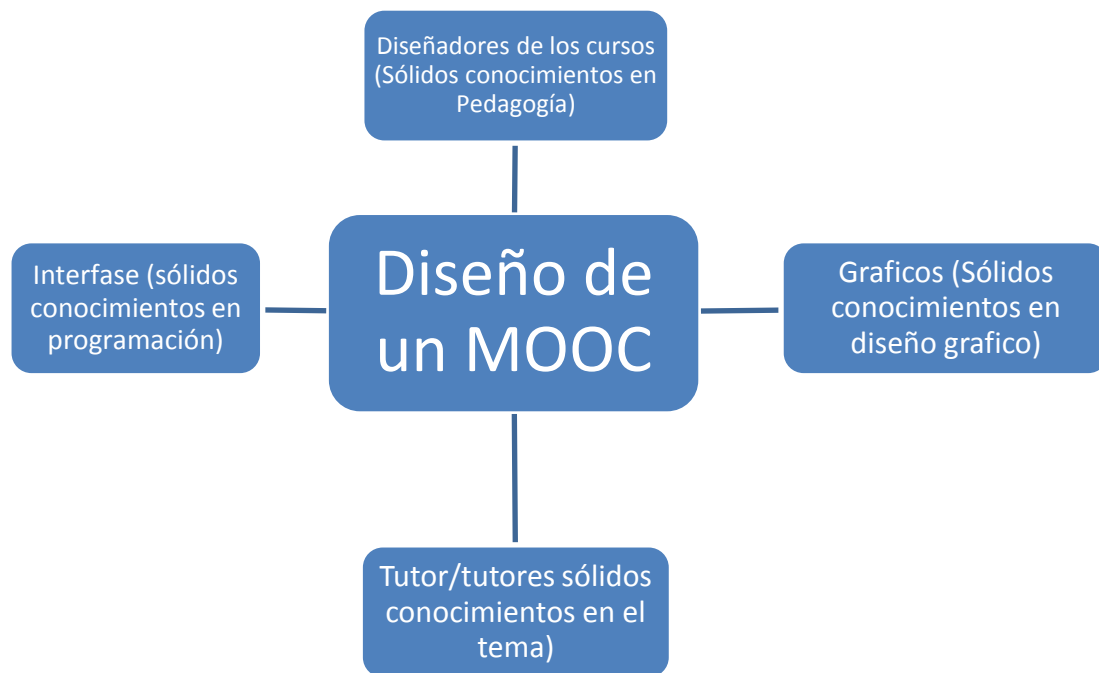 Diseñadores de los cursos
(Sólidos conocimientos en
Pedagogía)
Interfase (sólidos
conocimientos en
programación)
Diseño de
un MOOC
Graficos (Sólidos
conocimientos en
diseño grafico)
Tutor/tutores sólidos
conocimientos en el
tema)